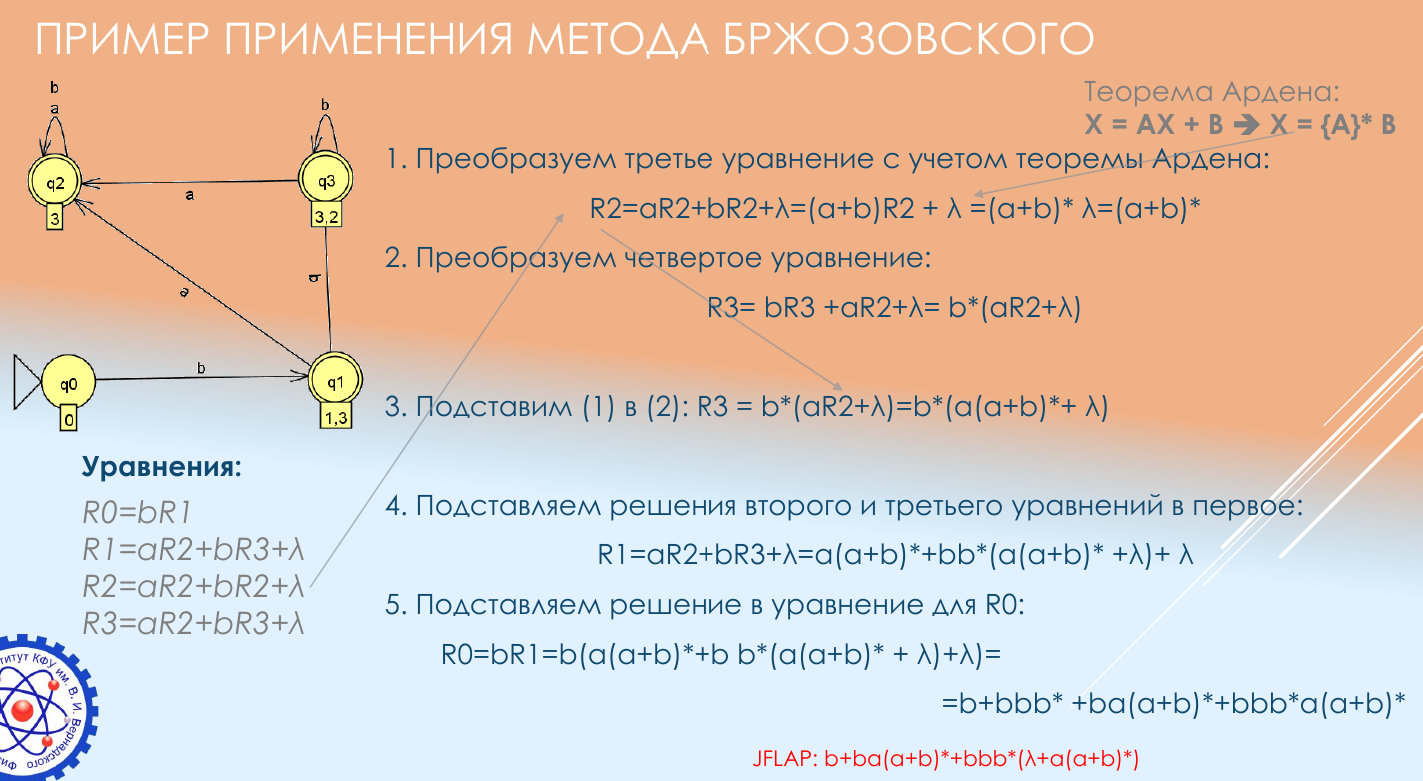 ПРИМЕР ПРИМЕНЕНИЯ МЕТОДА БРЖОЗОВСКОГО
Теорема Ардена:
X = AX + B 🡺 X = {A}* B
b
a
q2
3
b
q3
3,2
a
b
a
q0
0
b
q1
1,3
1. Преобразуем третье уравнение с учетом теоремы Ардена:
R2=aR2+bR2+λ=(a+b)R2 + λ =(a+b)* λ=(a+b)*
2. Преобразуем четвертое уравнение:
R3= bR3 +aR2+λ= b*(aR2+λ)
3. Подставим (1) в (2): R3 = b*(aR2+λ)=b*(a(a+b)*+ λ)
Уравнения:
R0=bR1
R1=aR2+bR3+λ
R2=aR2+bR2+λ
R3=aR2+bR3+λ
4. Подставляем решения второго и третьего уравнений в первое:
R1=aR2+bR3+λ=a(a+b)*+bb*(a(a+b)* +λ)+ λ
5. Подставляем решение в уравнение для R0:
R0=bR1=b(a(a+b)*+b b*(a(a+b)* + λ)+λ)=
=b+bbb* +ba(a+b)*+bbb*a(a+b)*
JFLAP: b+ba(a+b)*+bbb*(λ+a(a+b)*)
КФУ им. В. И. Вернадского